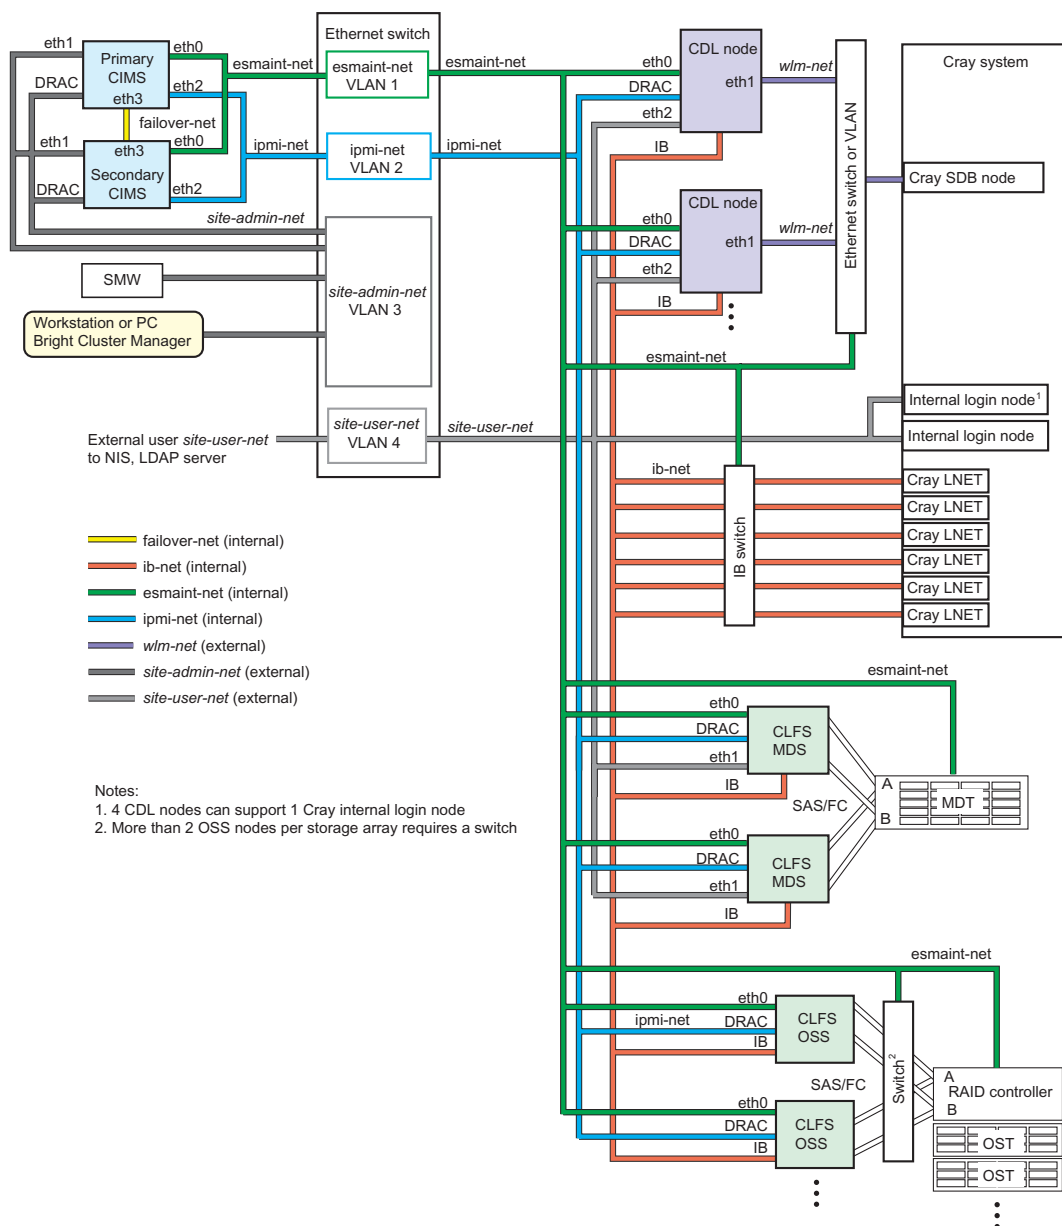 Ethernet switch
eth1
Primary
CIMS
eth0
DRAC
eth2
eth3
failover-net
eth1
eth3
eth0
Secondary
CIMS
DRAC
eth2
esmaint-net
esmaint-net
VLAN 1
esmaint-net
ipmi-net
ipmi-net
VLAN 2
ipmi-net
site-admin-net
SMW
Workstation or PC
Bright Cluster Manager
site-admin-net
VLAN 3
External user site-user-net
to NIS, LDAP server
site-user-net
VLAN 4
site-user-net
CDL node
eth0
DRAC
eth1
eth2
IB
wlm-net
CDL node
eth0
DRAC
eth1
eth2
IB
wlm-net
Ethernet switch or VLAN
Cray system
Cray SDB node
esmaint-net
Internal login node1
Internal login node
ib-net
IB switch
Cray LNET
Cray LNET
Cray LNET
Cray LNET
Cray LNET
Cray LNET
failover-net (internal)
ib-net (internal)
esmaint-net (internal)
ipmi-net (internal)
wlm-net (external)
site-admin-net (external)
site-user-net (external)
Notes:
1. 4 CDL nodes can support 1 Cray internal login node
2. More than 2 OSS nodes per storage array requires a switch
esmaint-net
eth0
DRAC
eth1
IB
CLFS
MDS
SAS/FC
A
B
MDT
eth0
DRAC
eth1
IB
CLFS
MDS
esmaint-net
eth0
ipmi-net
DRAC
IB
CLFS
OSS
SAS/FC
Switch2
A
RAID controller
B
eth0
DRAC
IB
CLFS
OSS
OST
OST